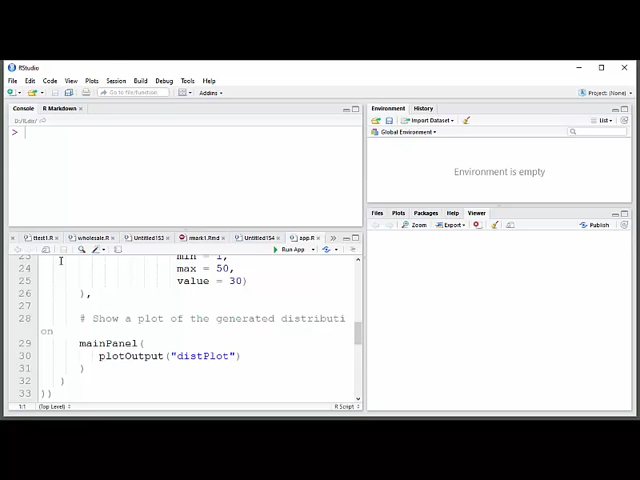 RStudio
File Edit Code View Plots Session Build Debug Tools Help
Go to file/function Addins Project: (None)
Console R Markdown
>
Environment History
Import Dataset List
Global Environment
Environment is empty
Files Plots Packages Help Viewer
Zoom Export Publish
ttest1.R wholesale.R Untitled153 rmark1.Rmd Untitled154 app.R
Run App
23 min = 1,
24 max = 50,
25 value = 30)
26 ),
27
28 # Show a plot of the generated distributi
on
29 mainPanel(
30 plotOutput("distPlot")
31 )
32 )
33 ))
1:1 (Top Level) R Script